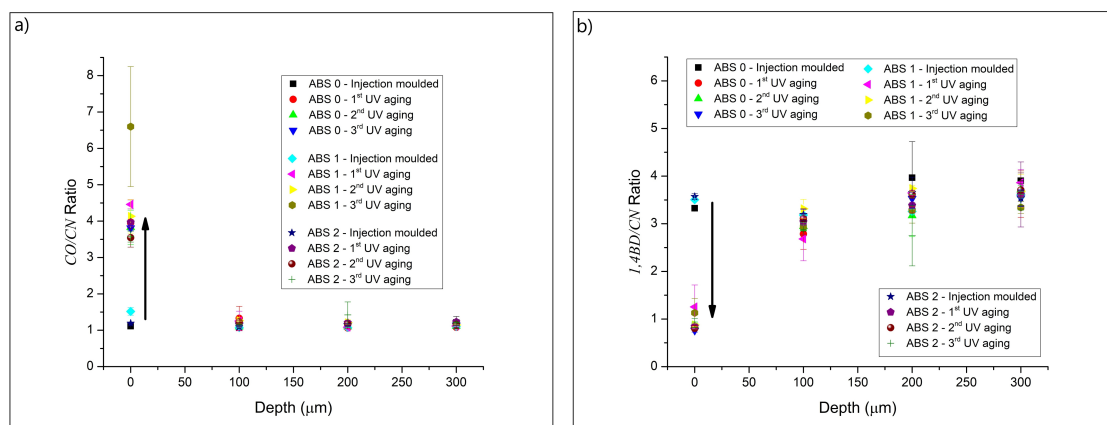 a)
CO/CN Ratio
8
7
6
5
4
3
2
1
0
ABS 0 - Injection moulded
ABS 0 - 1st UV aging
ABS 0 - 2nd UV aging
ABS 0 - 3rd UV aging
ABS 1 - Injection moulded
ABS 1 - 1st UV aging
ABS 1 - 2nd UV aging
ABS 1 - 3rd UV aging
ABS 2 - Injection moulded
ABS 2 - 1st UV aging
ABS 2 - 2nd UV aging
ABS 2 - 3rd UV aging
0 50 100 150 200 250 300
Depth (μm)
b)
1,4BD/CN Ratio
6
5
4
3
2
1
0
ABS 0 - Injection moulded
ABS 0 - 1st UV aging
ABS 0 - 2nd UV aging
ABS 0 - 3rd UV aging
ABS 1 - Injection moulded
ABS 1 - 1st UV aging
ABS 1 - 2nd UV aging
ABS 1 - 3rd UV aging
ABS 2 - Injection moulded
ABS 2 - 1st UV aging
ABS 2 - 2nd UV aging
ABS 2 - 3rd UV aging
0 50 100 150 200 250 300
Depth (μm)